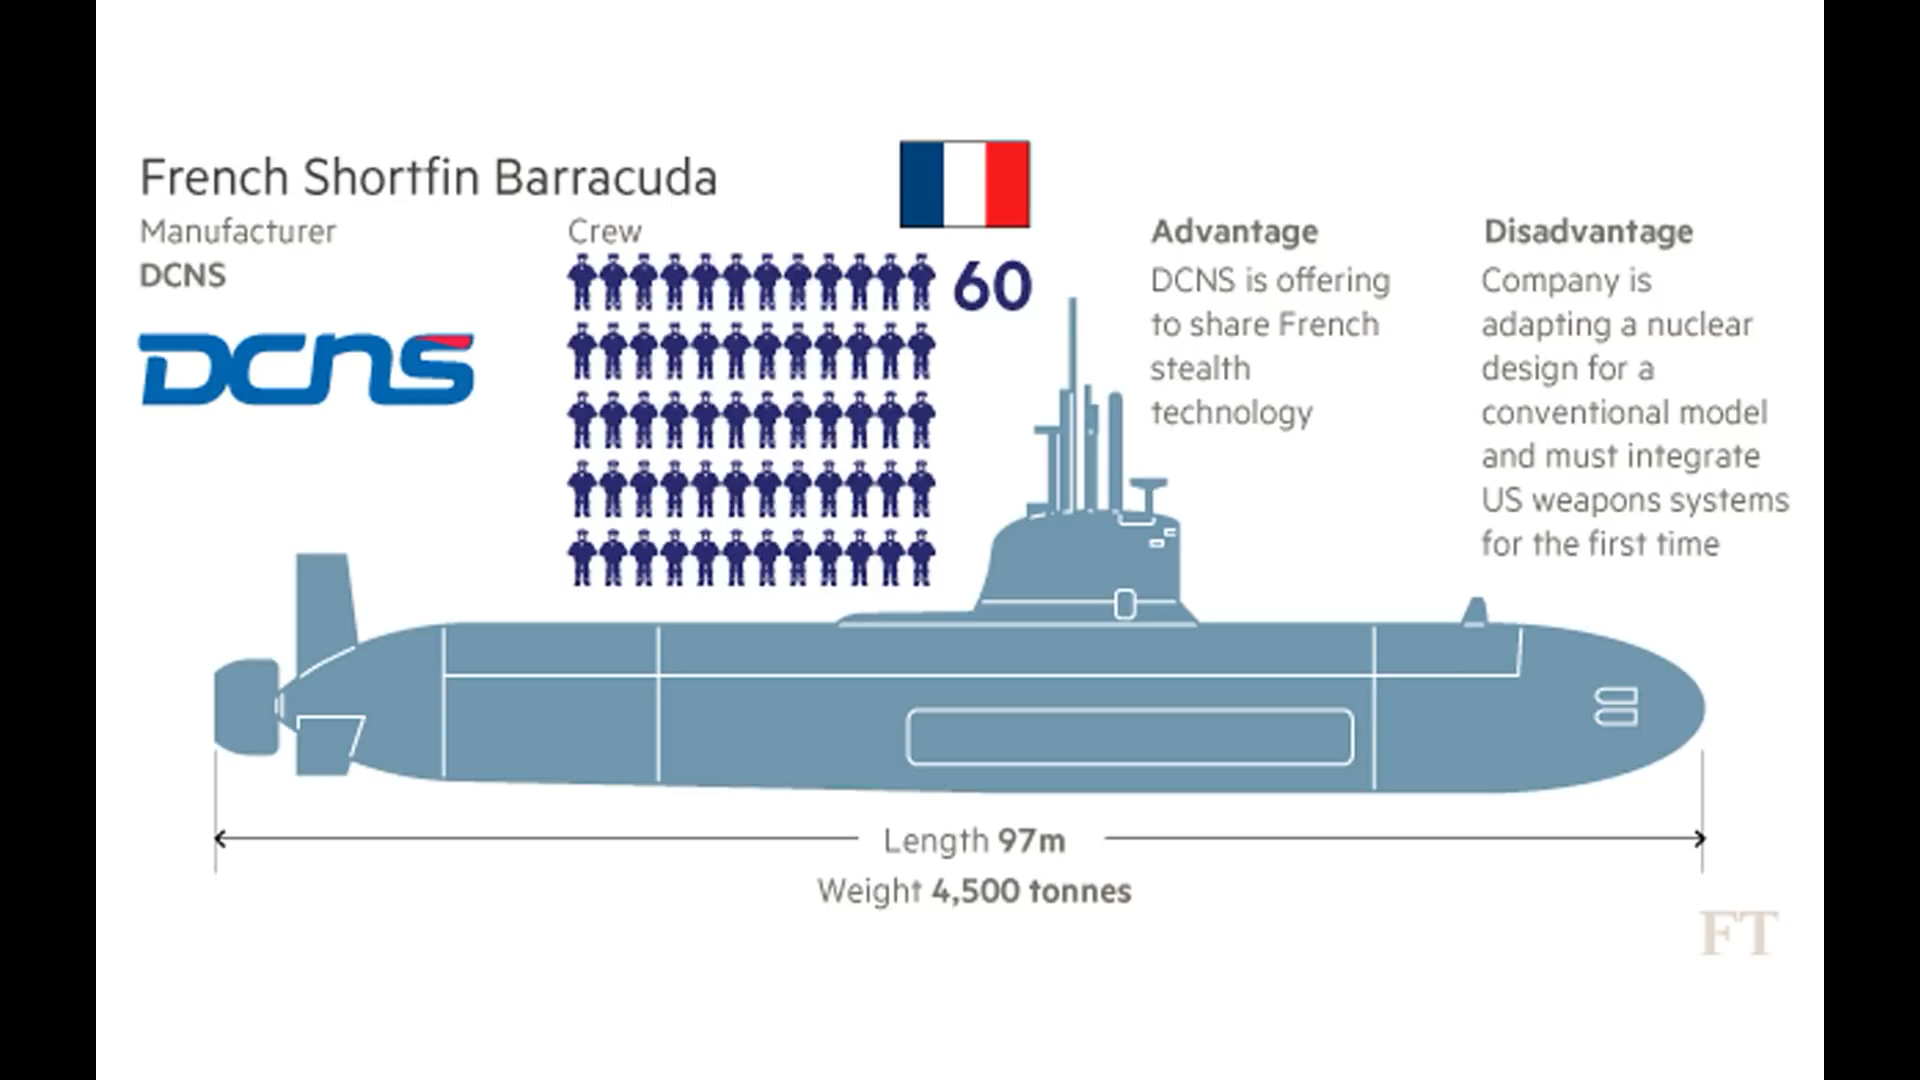 French Shortfin Barracuda
Manufacturer
DCNS
DCNS
Crew
60
Advantage
DCNS is offering
to share French
stealth
technology
Disadvantage
Company is
adapting a nuclear
design for a
conventional model
and must integrate
US weapons systems
for the first time
Length 97m
Weight 4,500 tonnes
FT